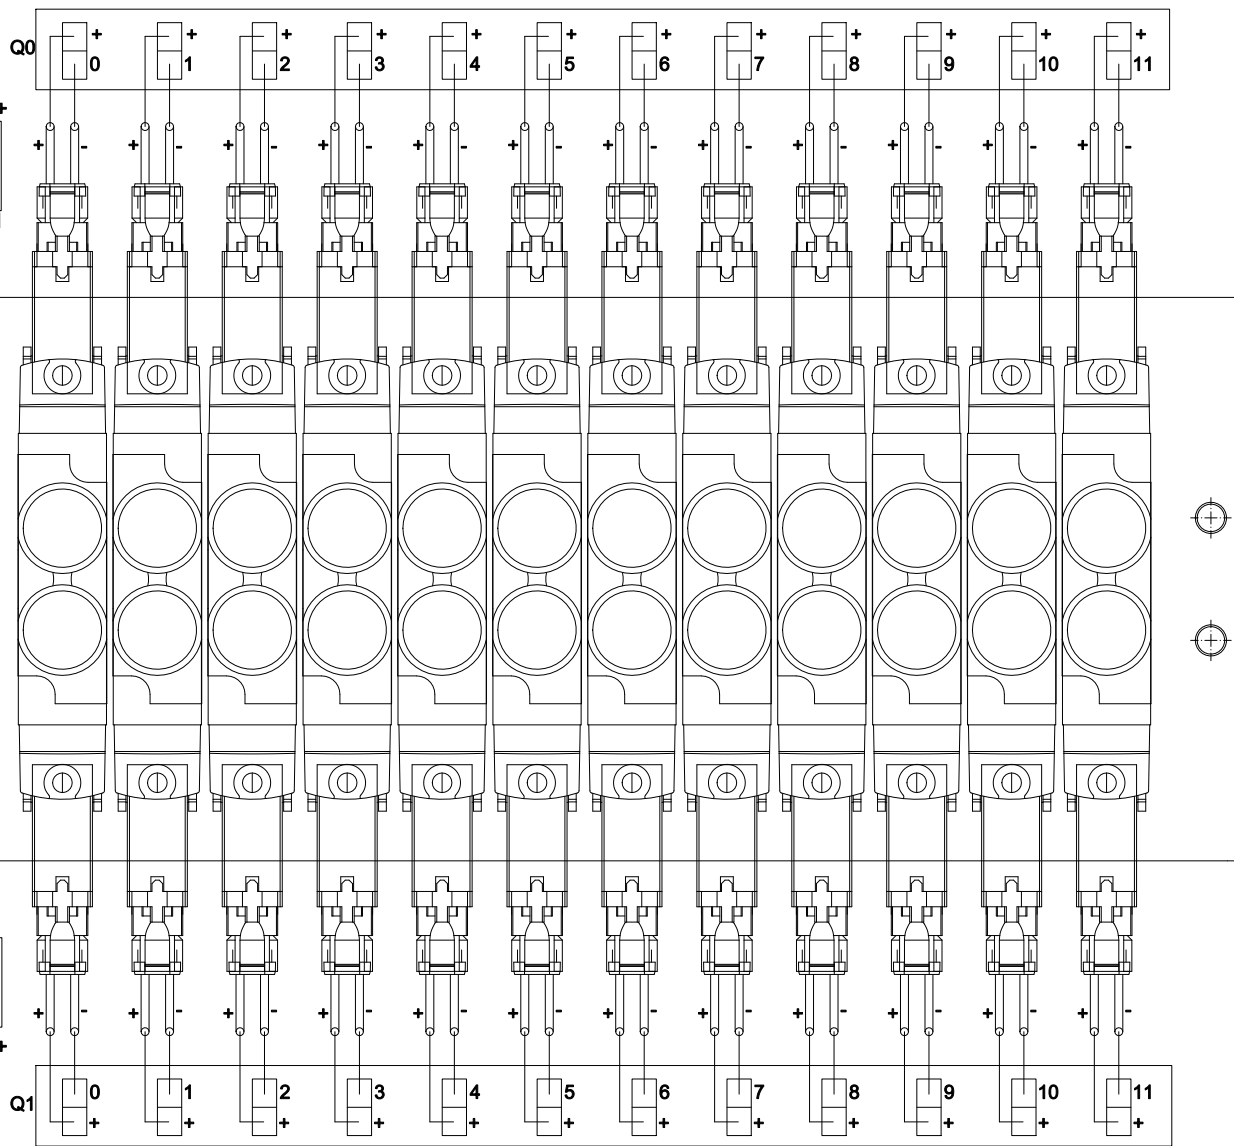 + + + + + + + + + + + +
Q0
0 1 2 3 4 5 6 7 8 9 10 11
+
+ - + - + - + - + - + - + - + - + - + - + - + -
+ - + - + - + - + - + - + - + - + - + - + - + -
+
0 1 2 3 4 5 6 7 8 9 10 11
Q1
+ + + + + + + + + + + +